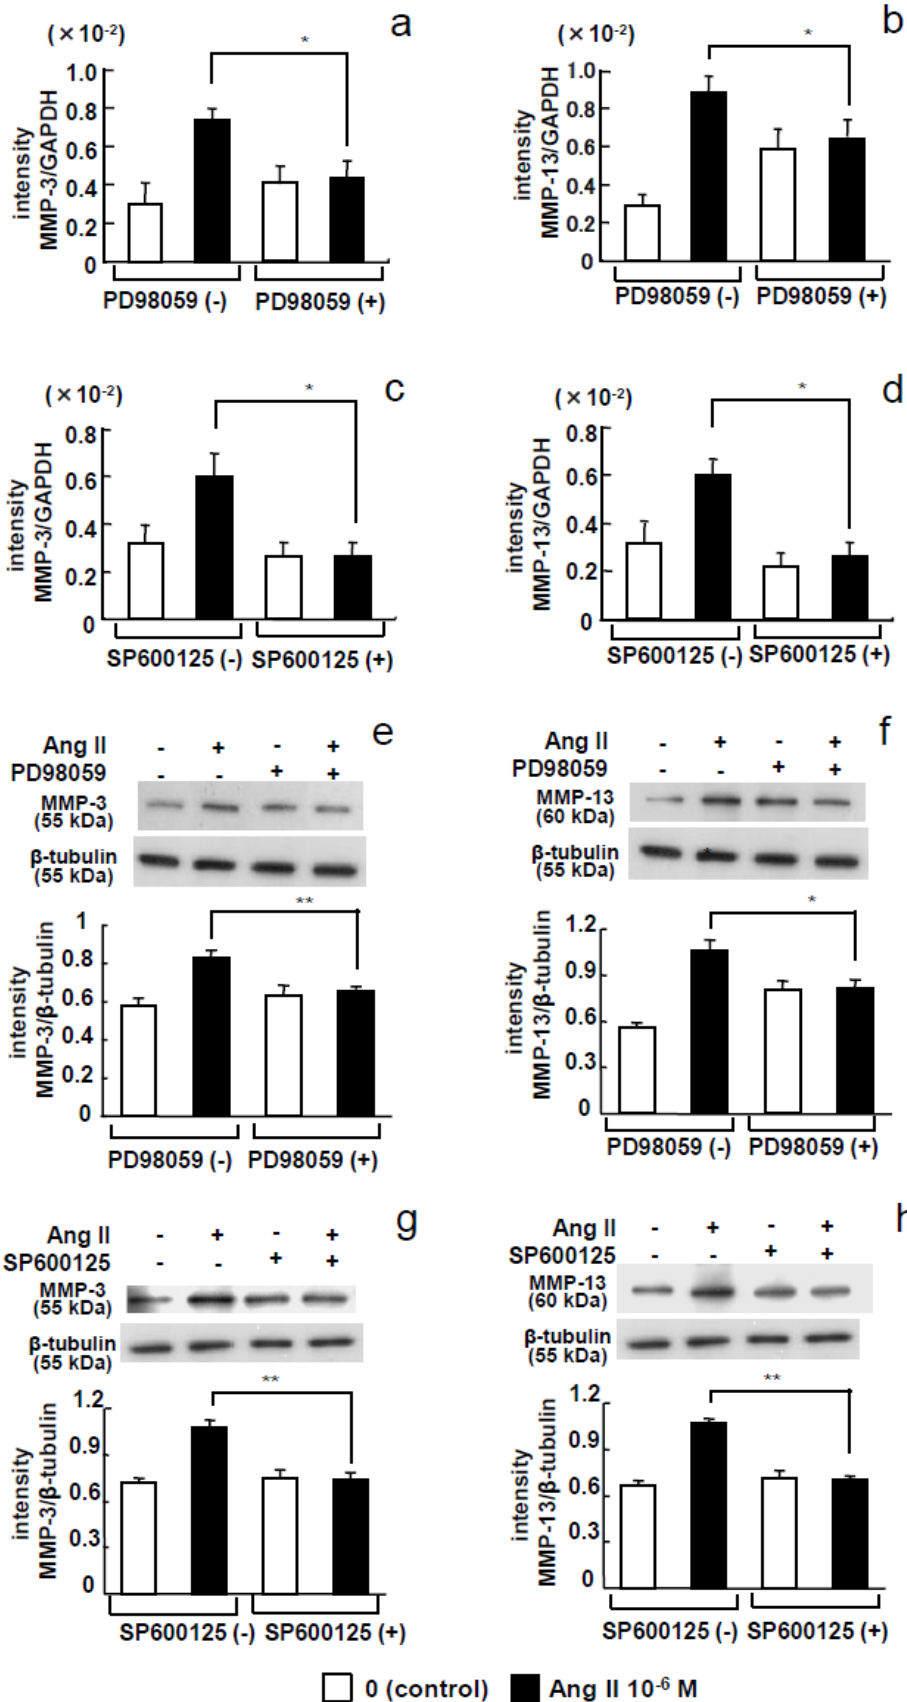 a
(×10-2)
*
intensity
MMP-3/GAPDH
1.0
0.8
0.6
0.4
0.2
0
PD98059 (-) PD98059 (+)
b
(×10-2)
*
intensity
MMP-13/GAPDH
1.0
0.8
0.6
0.4
0.2
0
PD98059 (-) PD98059 (+)
c
(×10-2)
*
intensity
MMP-3/GAPDH
0.8
0.6
0.4
0.2
0
SP600125 (-) SP600125 (+)
d
(×10-2)
*
intensity
MMP-13/GAPDH
0.8
0.6
0.4
0.2
0
SP600125 (-) SP600125 (+)
e
Ang II - + - +
PD98059 - - + +
MMP-3
(55 kDa)
β-tubulin
(55 kDa)
**
intensity
MMP-3/β-tubulin
1
0.8
0.6
0.4
0.2
0
PD98059 (-) PD98059 (+)
f
Ang II - + - +
PD98059 - - + +
MMP-13
(60 kDa)
β-tubulin
(55 kDa)
*
*
intensity
MMP-13/β-tubulin
1.2
0.9
0.6
0.3
0
PD98059 (-) PD98059 (+)
g
Ang II - + - +
SP600125 - - + +
MMP-3
(55 kDa)
β-tubulin
(55 kDa)
**
intensity
MMP-3/β-tubulin
1.2
0.9
0.6
0.3
0
SP600125 (-) SP600125 (+)
h
Ang II - + - +
SP600125 - - + +
MMP-13
(60 kDa)
β-tubulin
(55 kDa)
**
intensity
MMP-13/β-tubulin
1.2
0.9
0.6
0.3
0
SP600125 (-) SP600125 (+)
0 (control) Ang II 10-6 M